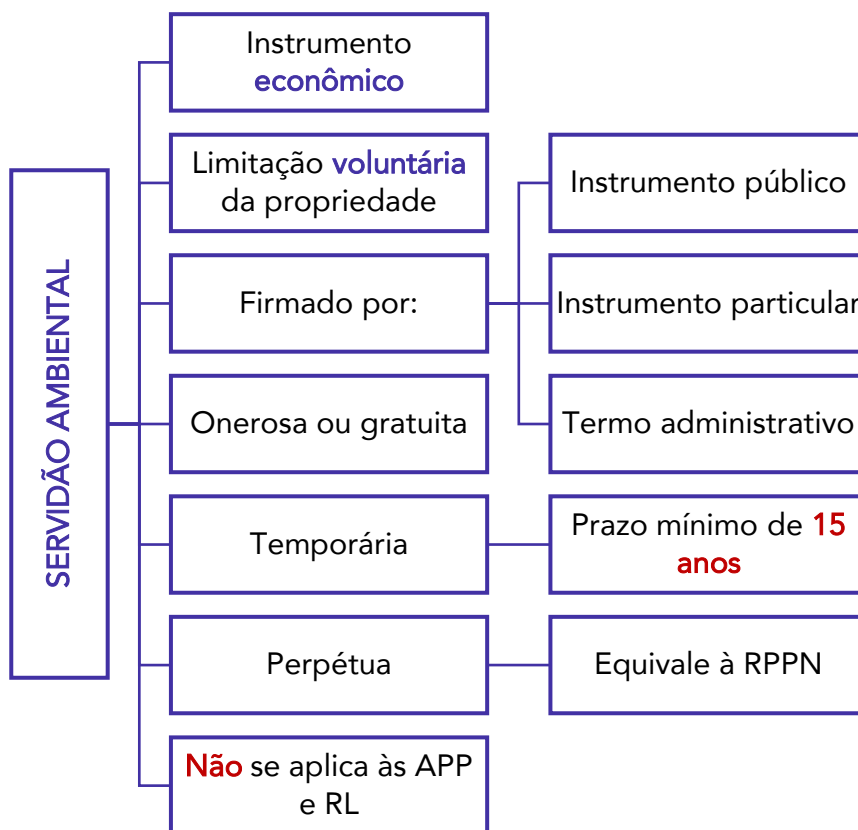 SERVIDÃO AMBIENTAL
Instrumento
econômico
Limitação voluntária
da propriedade
Firmado por:
Instrumento público
Instrumento particular
Termo administrativo
Onerosa ou gratuita
Temporária
Prazo mínimo de 15
anos
Perpétua
Equivale à RPPN
Não se aplica às APP
e RL